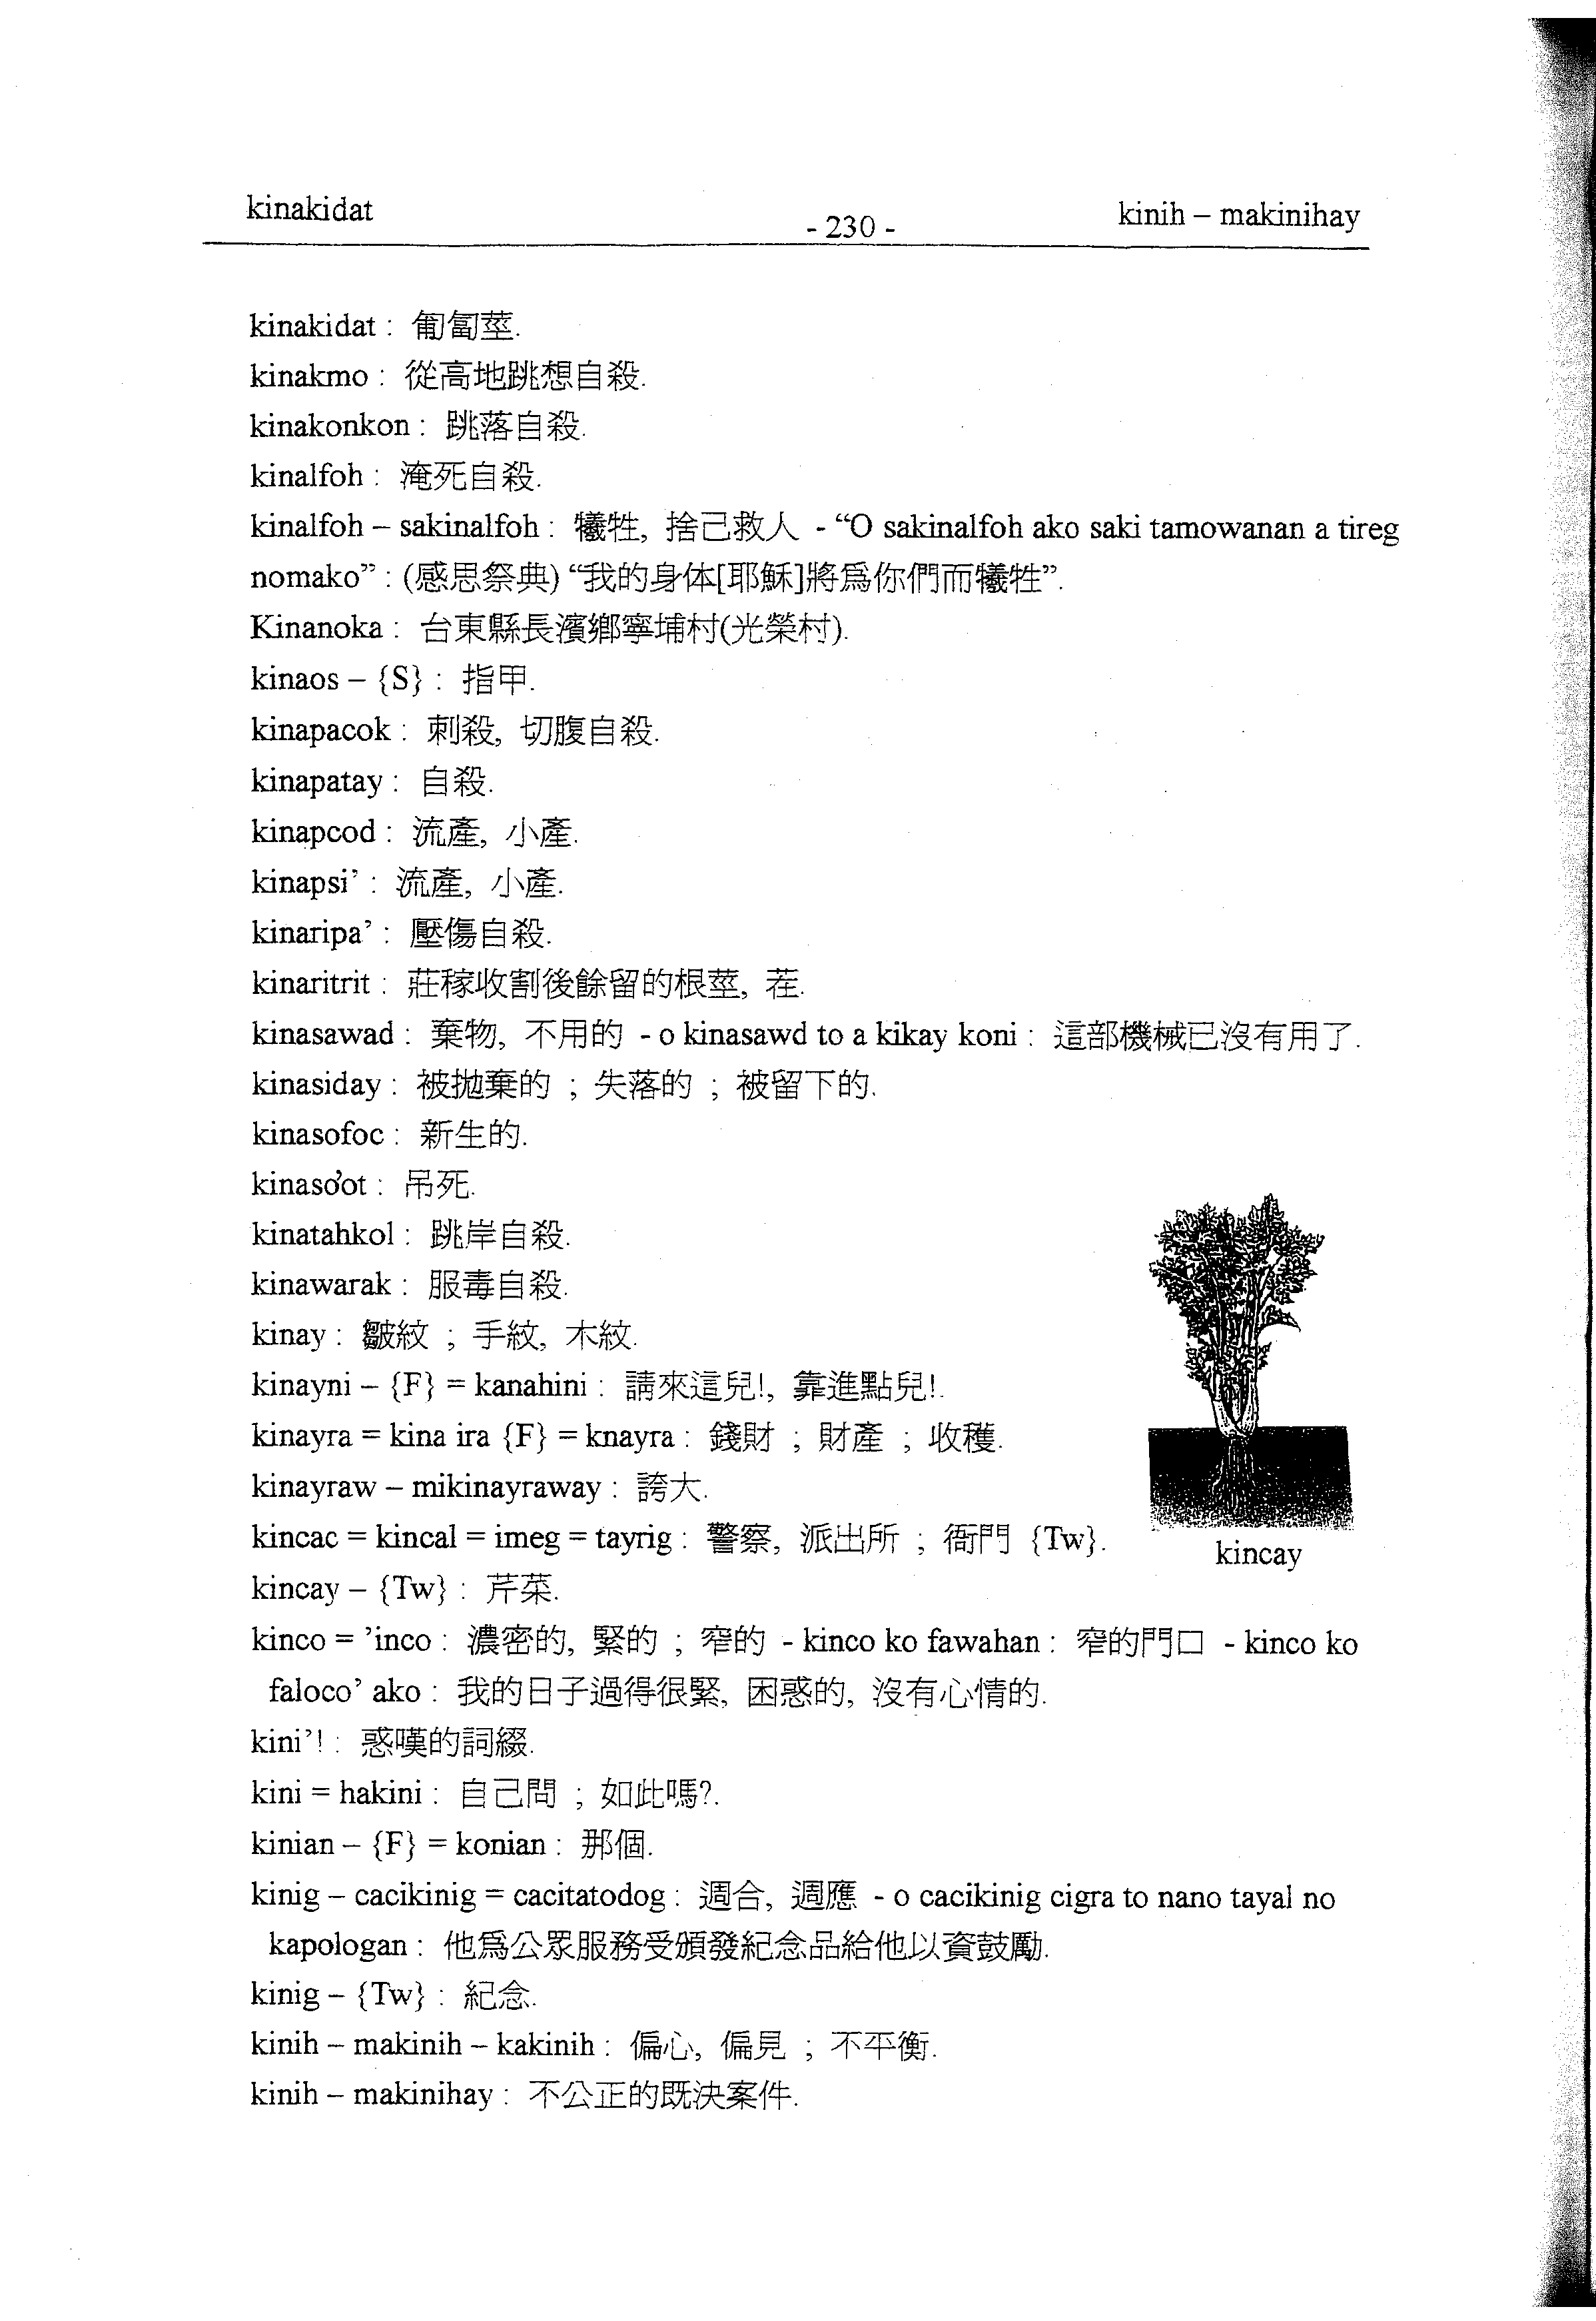 kinakidat
- 230 -
kinih – makinihay
kinakidat : 匍匐莖.
kinakmo : 從高地跳想自殺.
kinakonkon : 跳落自殺.
kinalfoh : 淹死自殺.
kinalfoh – sakinalfoh : 犧牲, 捨己救人 - “O sakinalfoh ako saki tamowanan a tireg
nomako” : (感恩祭典) “我的身体[耶穌]將爲你們而犧牲”.
Kinanoka : 台東縣長濱鄉寧埔村(光榮村).
kinaos – {S} : 指甲.
kinapacok : 刺殺, 切腹自殺.
kinapatay : 自殺.
kinapcod : 流產, 小產.
kinapsi’ : 流產, 小產.
kinaripa’ : 壓傷自殺.
kinaritrit : 莊稼收割後餘留的根莖, 茬.
kinasawad : 棄物, 不用的 - o kinasawd to a kikay koni : 這部機械已沒有用了.
kinasiday : 被拋棄的 ; 失落的 ; 被留下的.
kinasofoc : 新生的.
kinaso’ot : 吊死.
kinatahkol : 跳岸自殺.
kinawarak : 服毒自殺.
kinay : 皺紋 ; 手紋, 木紋.
kinayni – {F} = kanahini : 請來這兒!, 靠進點兒!.
kinayra = kina ira {F} = knayra : 錢財 ; 財產 ; 收穫.
kinayraw – mikinayraway : 誇大.
kincac = kincal = imeg = tayrig : 警察, 派出所 ; 衙門 {Tw}.
kincay
kincay – {Tw} : 芹菜.
kinco = ’inco : 濃密的, 緊的 ; 窄的 - kinco ko fawahan : 窄的門口 - kinco ko
faloco’ ako : 我的日子過得很緊, 困惑的, 沒有心情的.
kini’! : 惑嘆的詞綴.
kini = hakini : 自己問 ; 如此嗎?.
kinian – {F} = konian : 那個.
kinig – cacikinig = cacitatodog : 週合, 週應 - o cacikinig cigra to nano tayal no
kapologan : 他爲公眾服務受頒發紀念品給他以資鼓勵.
kinig – {Tw} : 紀念.
kinih – makinih – kakinih : 偏心, 偏見 ; 不平衡.
kinih – makinihay : 不公正的既決案件.